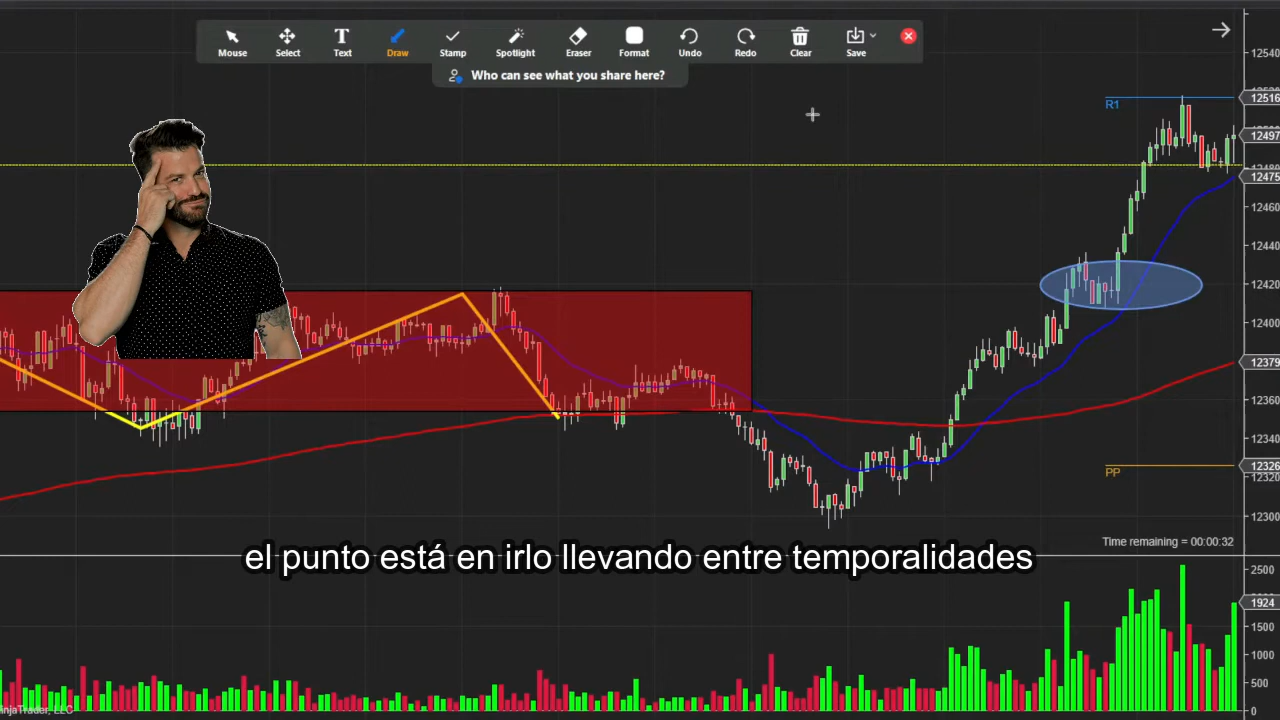 Mouse Select Text Draw Stamp Spotlight Eraser Format Undo Redo Clear Save
Who can see what you share here?
12540
R1
12516
12497
12475
12460
12440
12420
12400
12379
12360
12340
12326
PP
12320
12300
Time remaining = 00:00:32
el punto está en irlo llevando entre temporalidades
2500
1924
1500
1000
500
0
LLC